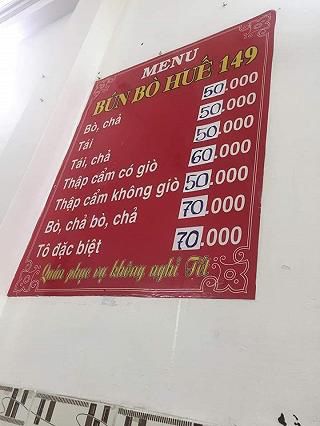 MENU
BÚN BÒ HUẾ 149
Bò, chả 50.000
Tái 50.000
Tái, chả 50.000
Thập cẩm có giò 60.000
Thập cẩm không giò 50.000
Bò, chả bò, chả 70.000
Tô đặc biệt 70.000
Quán phục vụ không nghỉ Tết